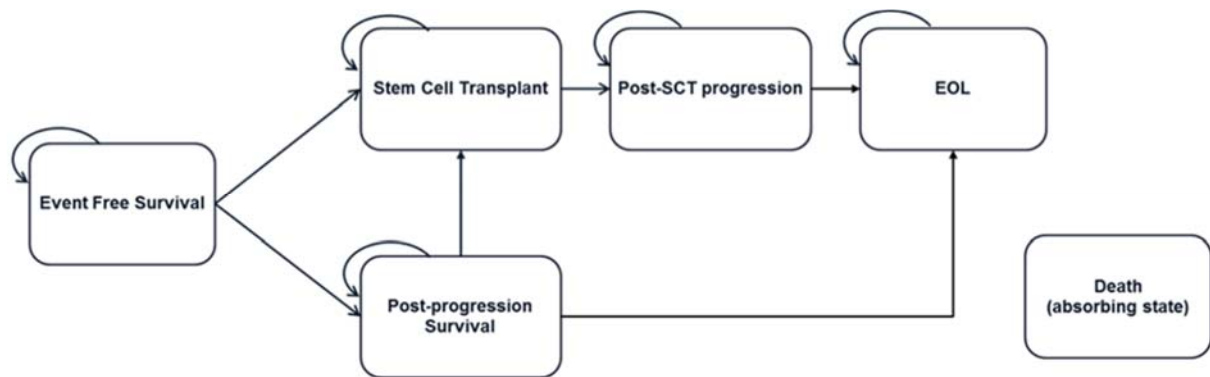 Stem Cell Transplant
Post-SCT progression
EOL
Event Free Survival
Post-progression
Survival
Death
(absorbing state)